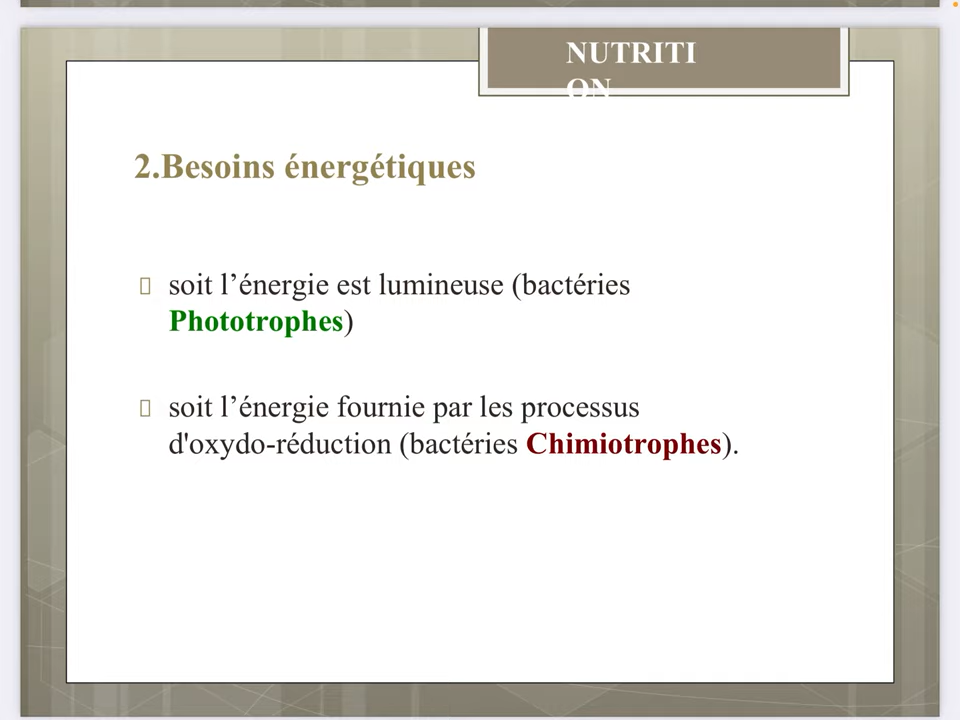 NUTRITI
ON
2.Besoins énergétiques
soit l’énergie est lumineuse (bactéries
Phototrophes)
soit l’énergie fournie par les processus
d'oxydo-réduction (bactéries Chimiotrophes).